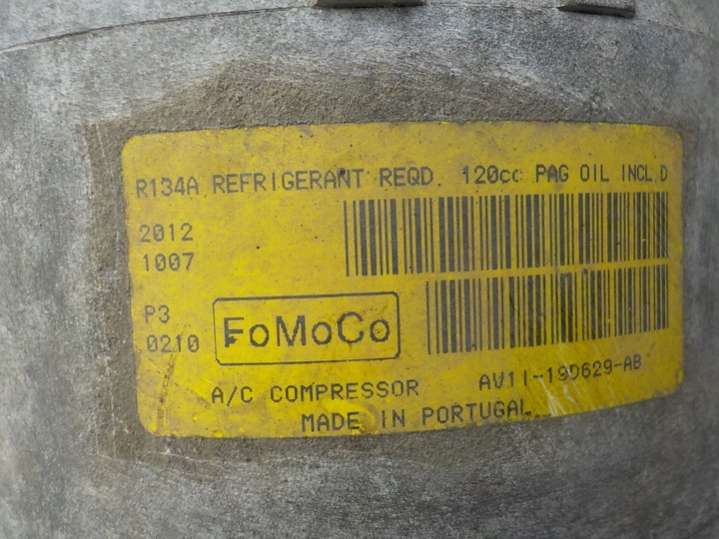 R134A REFRIGERANT REQD. 120cc PAG OIL INCL.D
2012
1007
P3
0210
FoMoCo
A/C COMPRESSOR AV11-19D629-AB
MADE IN PORTUGAL